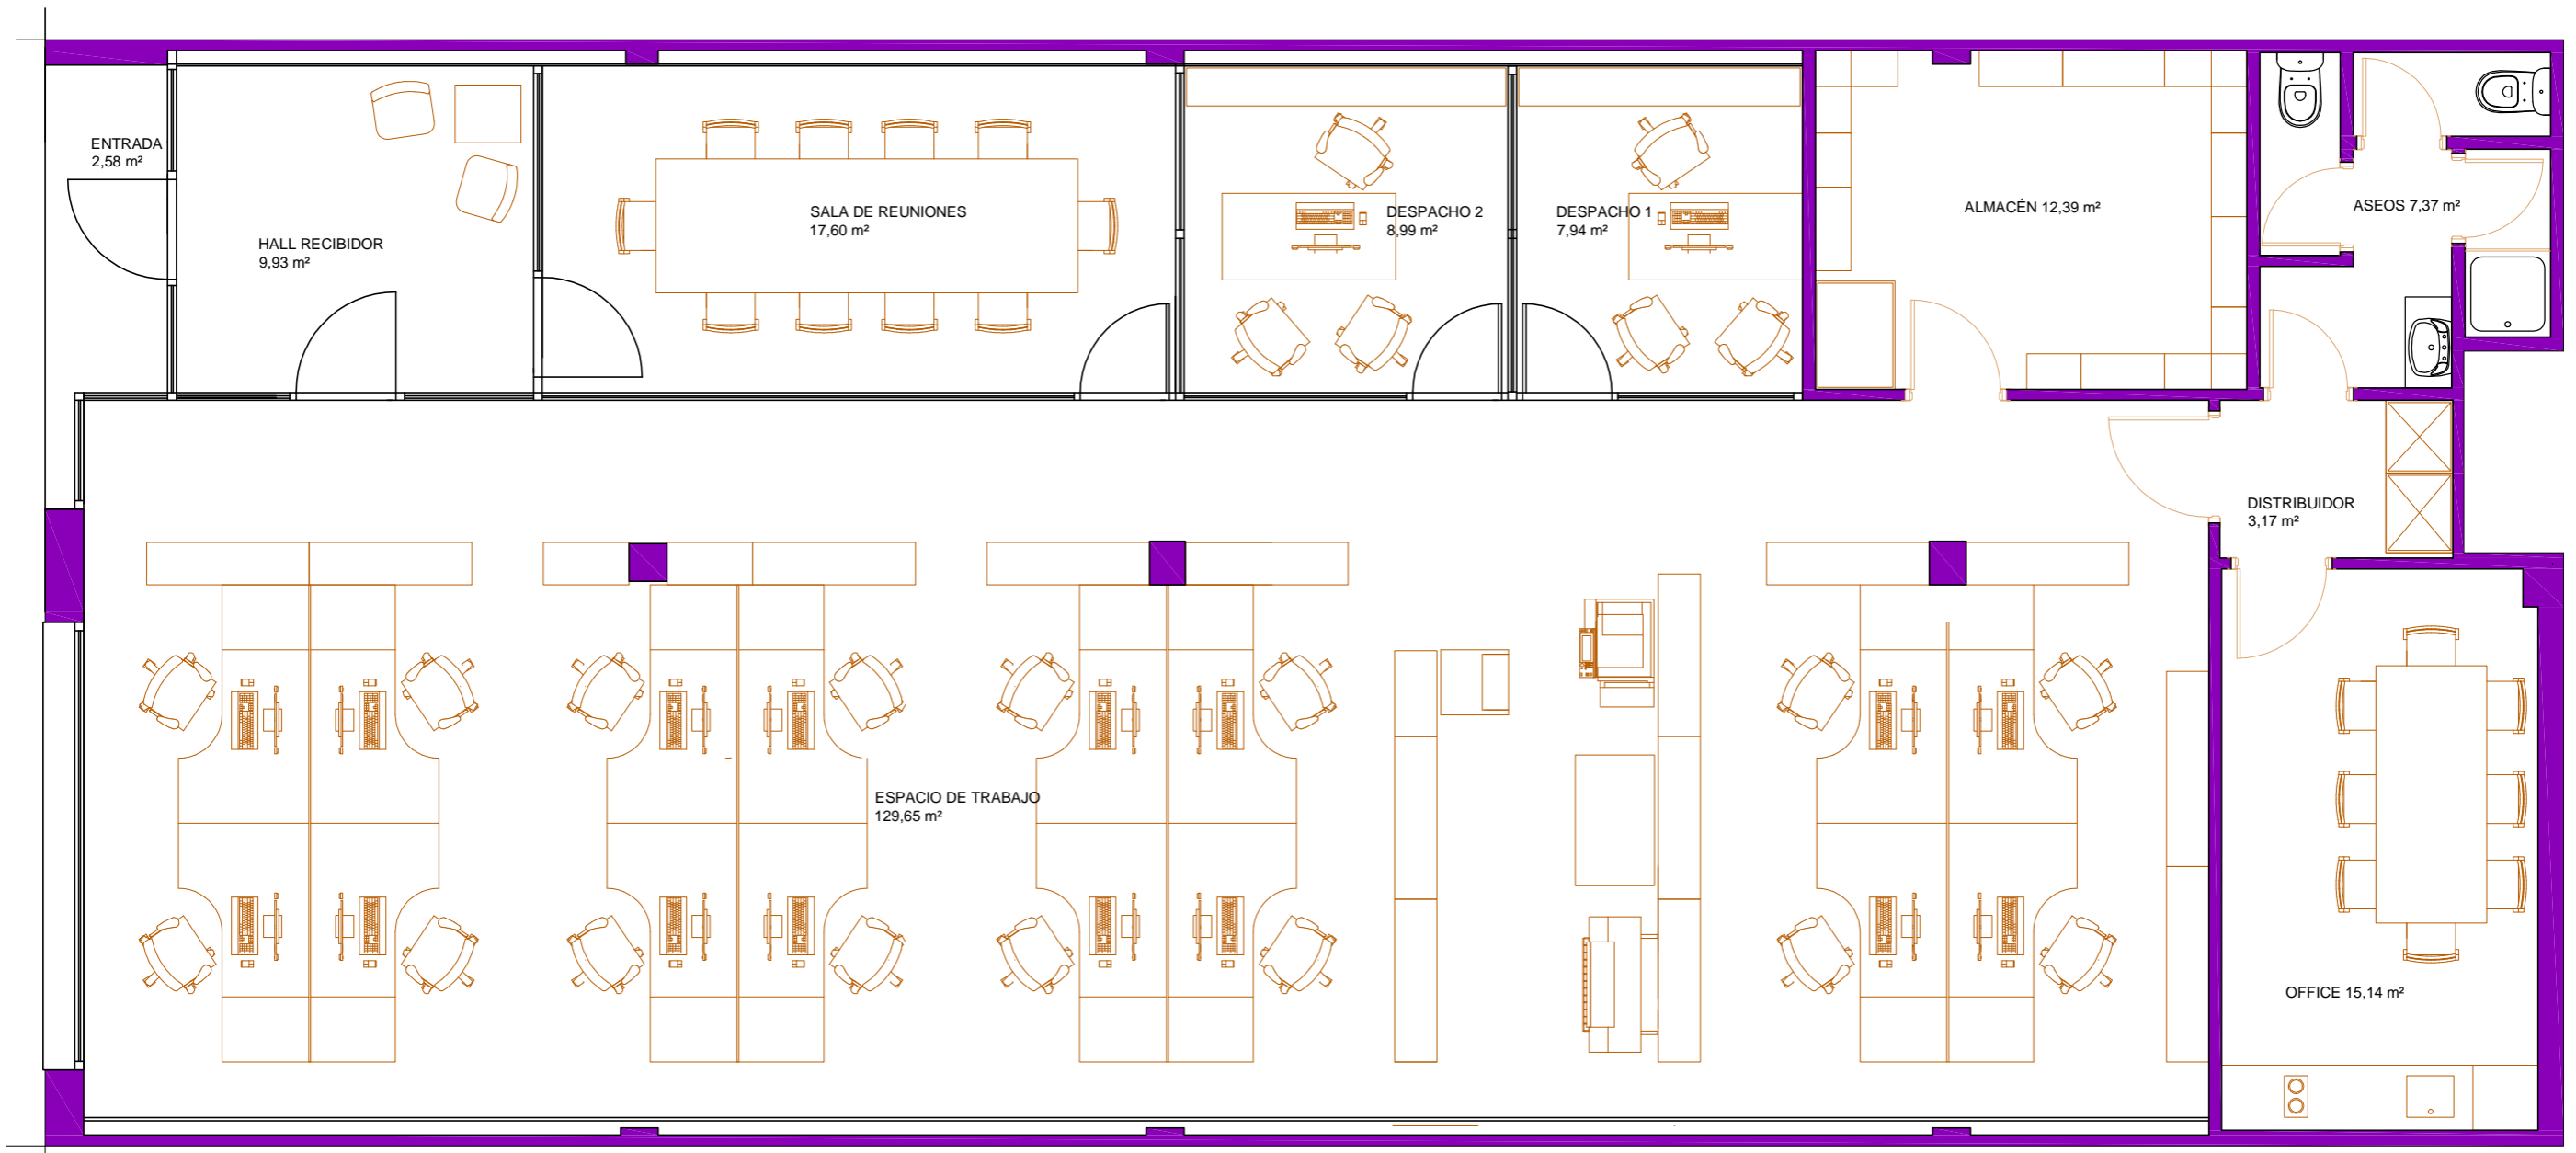 ENTRADA
2,58 m²
HALL RECIBIDOR
9,93 m²
SALA DE REUNIONES
17,60 m²
DESPACHO 2
8,99 m²
DESPACHO 1
7,94 m²
ALMACÉN 12,39 m²
ASEOS 7,37 m²
DISTRIBUIDOR
3,17 m²
ESPACIO DE TRABAJO
129,65 m²
OFFICE 15,14 m²